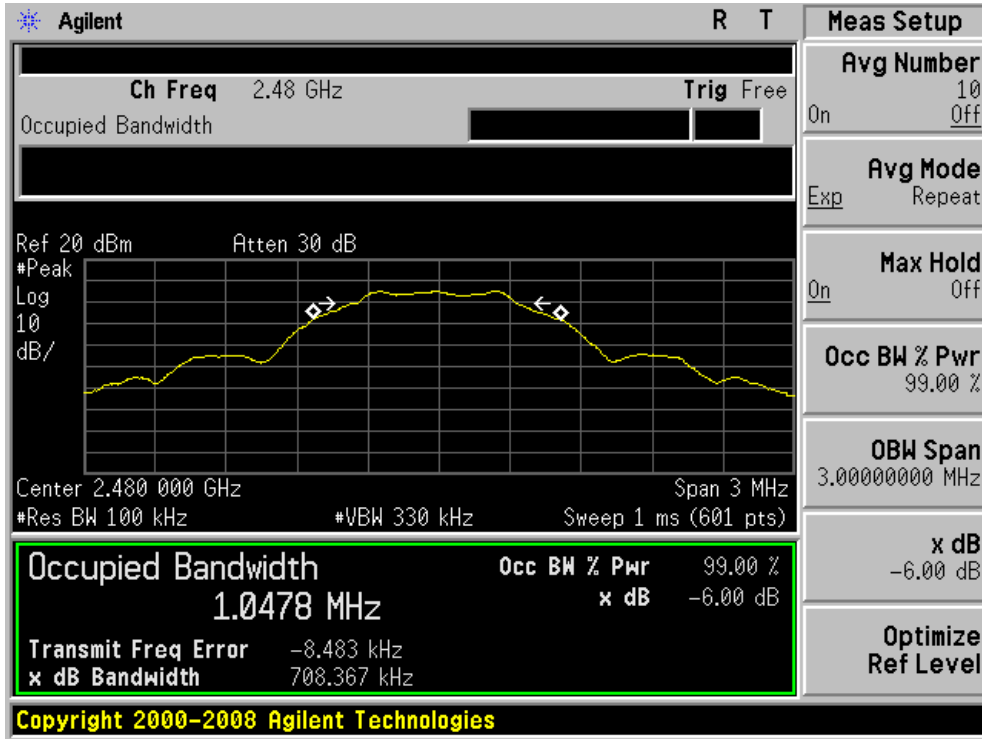 Agilent R T
Ch Freq 2.48 GHz Trig Free
Occupied Bandwidth
Ref 20 dBm Atten 30 dB
#Peak
Log
10
dB/
Center 2.480 000 GHz Span 3 MHz
#Res BW 100 kHz #VBW 330 kHz Sweep 1 ms (601 pts)
Occupied Bandwidth
1.0478 MHz
Occ BW % Pwr 99.00 %
x dB -6.00 dB
Transmit Freq Error -8.483 kHz
x dB Bandwidth 708.367 kHz
Copyright 2000-2008 Agilent Technologies
Meas Setup
Avg Number
10
On Off
Avg Mode
Exp Repeat
Max Hold
On Off
Occ BW % Pwr
99.00 %
OBW Span
3.00000000 MHz
x dB
-6.00 dB
Optimize
Ref Level